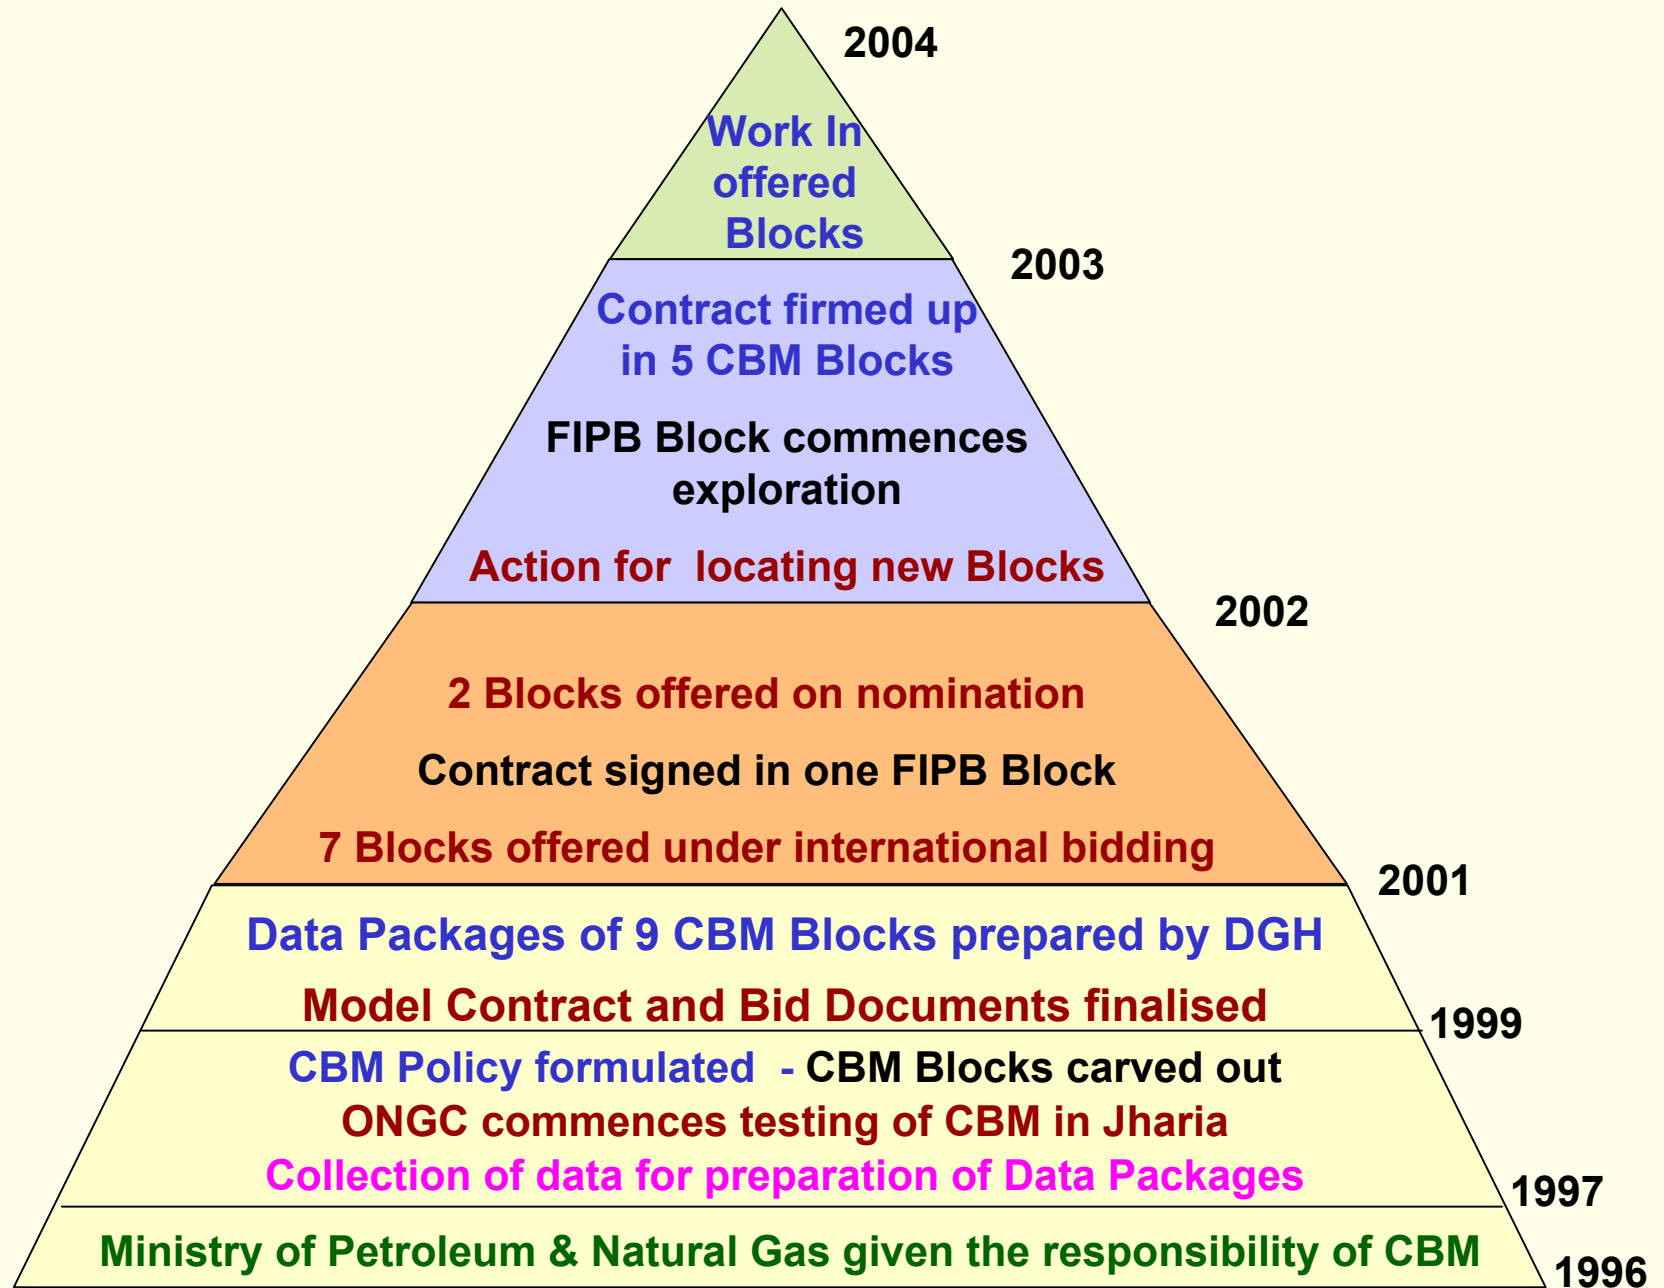 2004
Work In
offered
Blocks
2003
Contract firmed up
in 5 CBM Blocks
FIPB Block commences
exploration
Action for locating new Blocks
2002
2 Blocks offered on nomination
Contract signed in one FIPB Block
7 Blocks offered under international bidding
2001
Data Packages of 9 CBM Blocks prepared by DGH
Model Contract and Bid Documents finalised
1999
CBM Policy formulated - CBM Blocks carved out
ONGC commences testing of CBM in Jharia
Collection of data for preparation of Data Packages
1997
Ministry of Petroleum & Natural Gas given the responsibility of CBM
1996